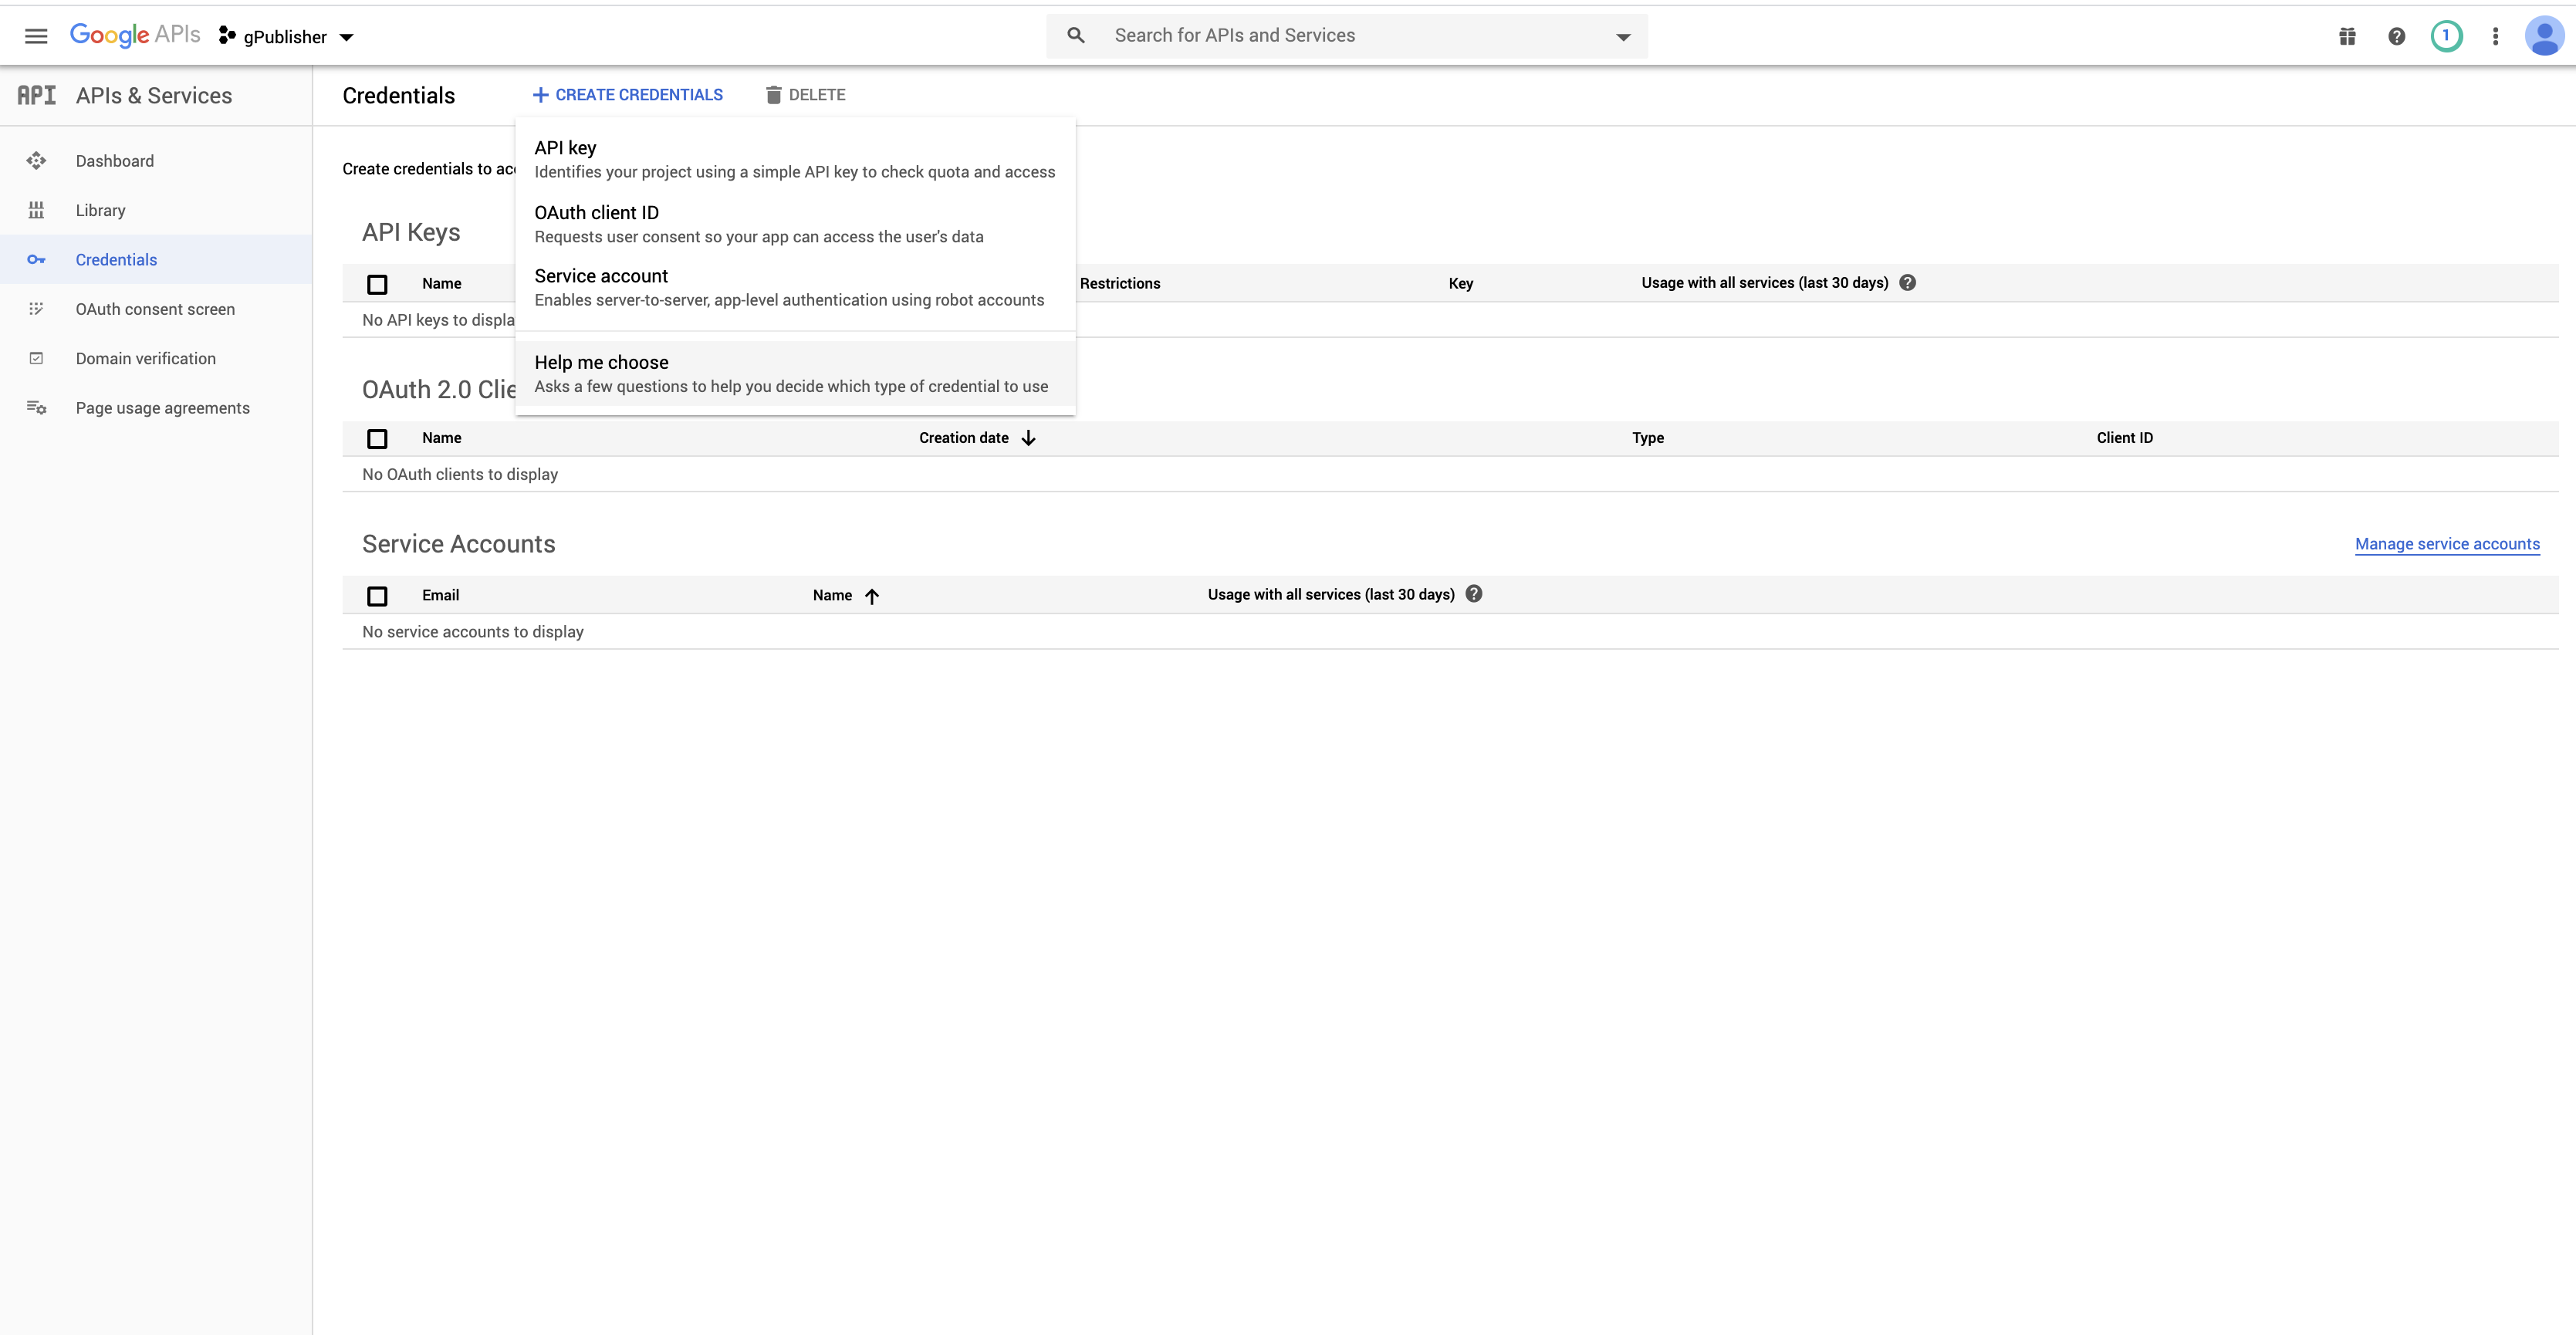 Google APIs gPublisher Search for APIs and Services 1
API APIs & Services
Dashboard
Library
Credentials
OAuth consent screen
Domain verification
Page usage agreements
Credentials CREATE CREDENTIALS DELETE
Create credentials to acc
API key
Identifies your project using a simple API key to check quota and access
OAuth client ID
Requests user consent so your app can access the user's data
Service account
Enables server-to-server, app-level authentication using robot accounts
Help me choose
Asks a few questions to help you decide which type of credential to use
API Keys
Name Restrictions Key Usage with all services (last 30 days)
No API keys to displa
OAuth 2.0 Clie
Name Creation date Type Client ID
No OAuth clients to display
Service Accounts Manage service accounts
Email Name Usage with all services (last 30 days)
No service accounts to display